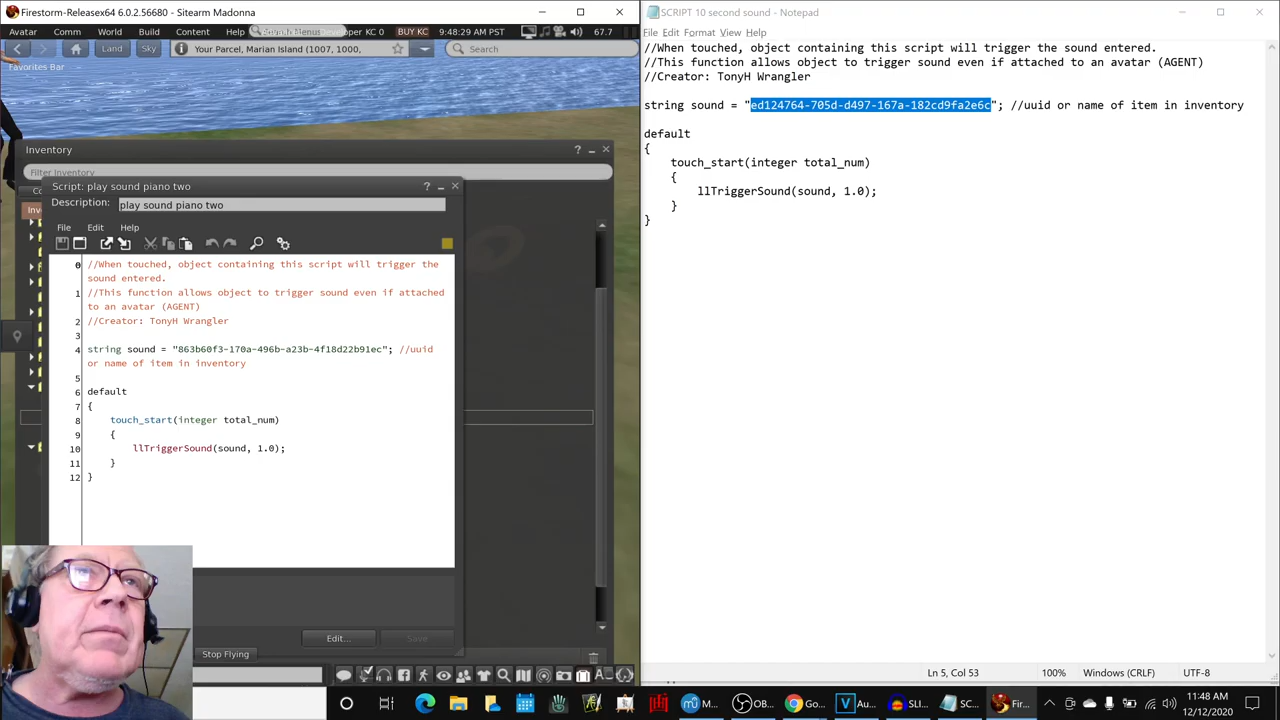 Firestorm-Releasex64 6.0.2.56680 - Sitearm Madonna
Avatar Comm World Build Content Help Developer KC 0 BUY KC 9:48:29 AM PST 67.7
Land Sky Your Parcel, Marian Island (1007, 1000, Search
Favorites Bar
Inventory ?
Filter Inventory
Script: play sound piano two ?
Description: play sound piano two
File Edit Help
0 //When touched, object containing this script will trigger the
sound entered.
1 //This function allows object to trigger sound even if attached
to an avatar (AGENT)
2 //Creator: TonyH Wrangler
3
4 string sound = "863b60f3-170a-496b-a23b-4f18d22b91ec"; //uuid
or name of item in inventory
5
6 default
7 {
8 touch_start(integer total_num)
9 {
10 llTriggerSound(sound, 1.0);
11 }
12 }
Edit... Save
Stop Flying
SCRIPT 10 second sound - Notepad
File Edit Format View Help
//When touched, object containing this script will trigger the sound entered.
//This function allows object to trigger sound even if attached to an avatar (AGENT)
//Creator: TonyH Wrangler
string sound = "ed124764-705d-d497-167a-182cd9fa2e6c"; //uuid or name of item in inventory
default
{
touch_start(integer total_num)
{
llTriggerSound(sound, 1.0);
}
}
Ln 5, Col 53 100% Windows (CRLF) UTF-8
M... OB... Go... Au... SLI... SC... Fir... 11:48 AM
12/12/2020